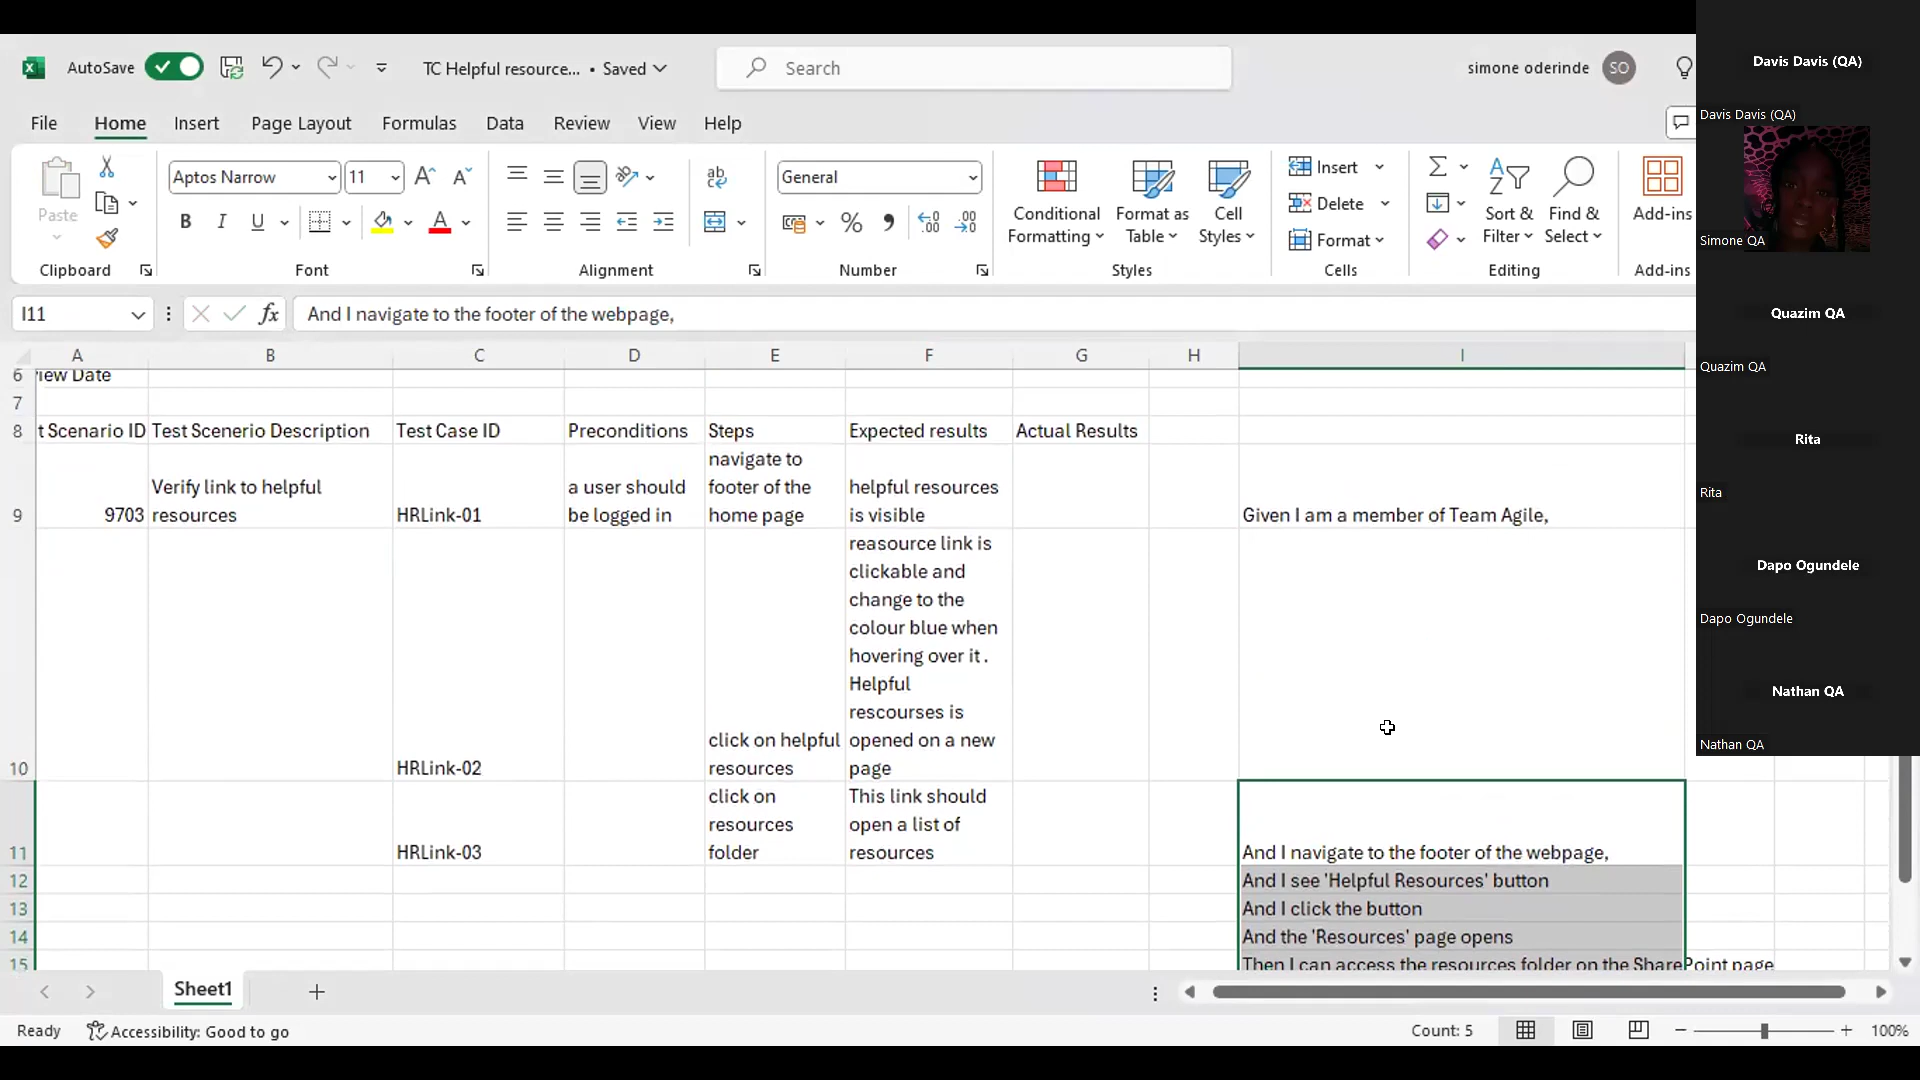 AutoSave
TC Helpful resource... • Saved
Search
simone oderinde
SO
File
Home
Insert
Page Layout
Formulas
Data
Review
View
Help
Paste
Clipboard
Aptos Narrow
11
B I U
A
Font
ab
Alignment
General
%
Number
Conditional
Formatting
Format as
Table
Cell
Styles
Styles
Insert
Delete
Format
Cells
Sort &
Filter
Find &
Select
Editing
Add-ins
Add-ins
I11
fx
And I navigate to the footer of the webpage,
A B C D E F G H I
6 iew Date
7
8 t Scenario ID Test Scenerio Description Test Case ID Preconditions Steps Expected results Actual Results
9
9703
Verify link to helpful
resources
HRLink-01
a user should
be logged in
navigate to
footer of the
home page
helpful resources
is visible
Given I am a member of Team Agile,
10
HRLink-02
click on helpful
resources
reasource link is
clickable and
change to the
colour blue when
hovering over it .
Helpful
rescourses is
opened on a new
page
11
HRLink-03
click on
resources
folder
This link should
open a list of
resources
And I navigate to the footer of the webpage,
12 And I see 'Helpful Resources' button
13 And I click the button
14 And the 'Resources' page opens
15 Then I can access the resources folder on the SharePoint page
Sheet1
Ready
Accessibility: Good to go
Count: 5
100%
Davis Davis (QA)
Davis Davis (QA)
Simone QA
Quazim QA
Quazim QA
Rita
Rita
Dapo Ogundele
Dapo Ogundele
Nathan QA
Nathan QA